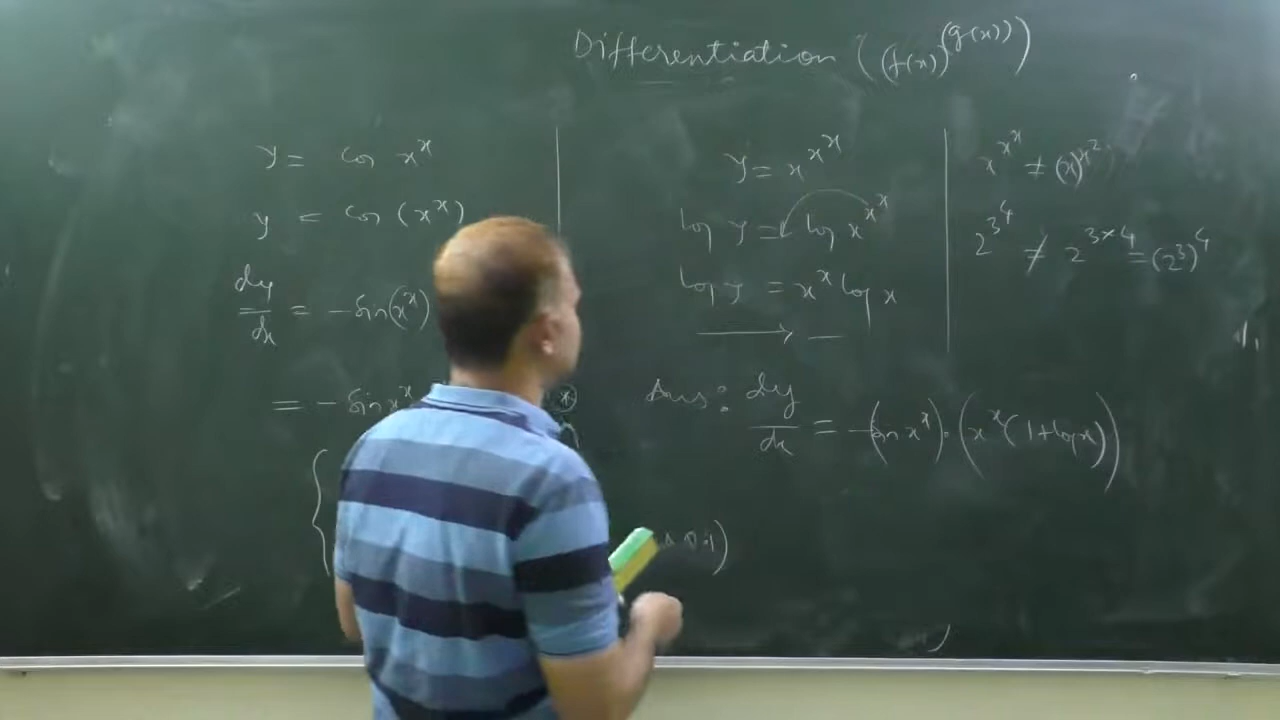 Differentiation ((f(x))^(g(x)))
y = cos x^x
y = cos (x^x)
dy/dx = - sin(x^x)
= - sin x^x
y = x^x^x
log y = log x^x^x
log y = x^x log x
→ —
Ans: dy/dx = -(sin x^x) · (x^x (1+log x))
x^x^x ≠ (x)^x^2
2^3^4 ≠ 2^3×4 = (2^3)^4